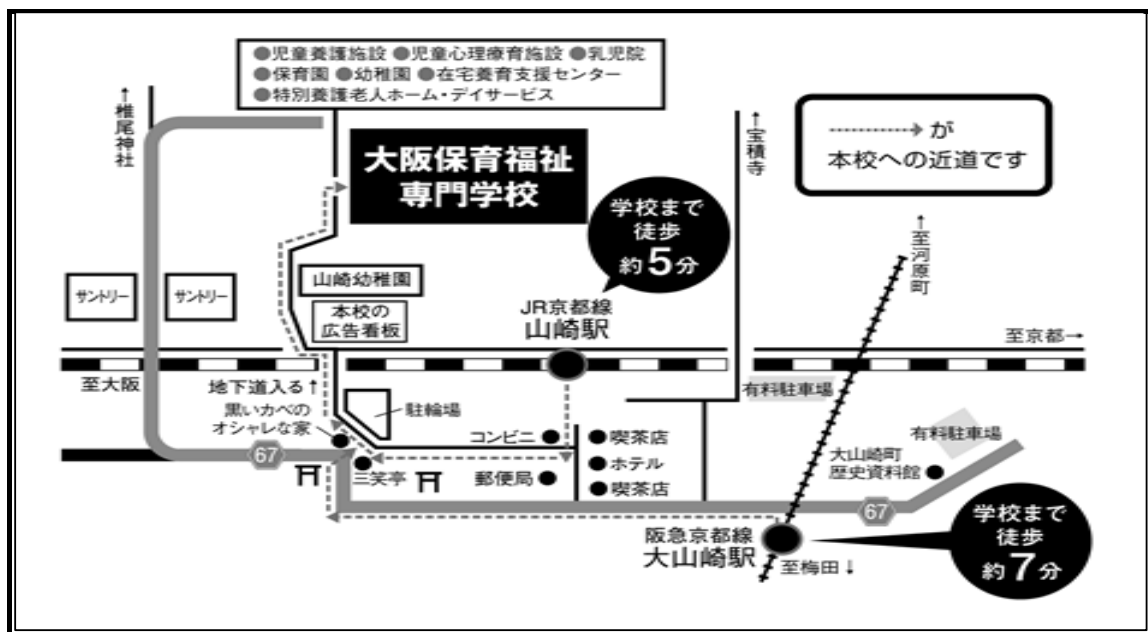 ●児童養護施設 ●児童心理療育施設 ●乳児院
●保育園 ●幼稚園 ●在宅養育支援センター
●特別養護老人ホーム・デイサービス
↑椎尾神社
大阪保育福祉
専門学校
↑宝積寺
が
本校への近道です
学校まで
徒歩
約5分
↑至河原町
サントリー
サントリー
山崎幼稚園
本校の
広告看板
JR京都線
山崎駅
至京都→
至大阪
地下道入る↑
黒いカベの
オシャレな家
駐輪場
有料駐車場
コンビニ
喫茶店
有料駐車場
67
三笑亭
郵便局
ホテル
喫茶店
大山崎町
歴史資料館
67
阪急京都線
大山崎駅
至梅田↓
学校まで
徒歩
約7分